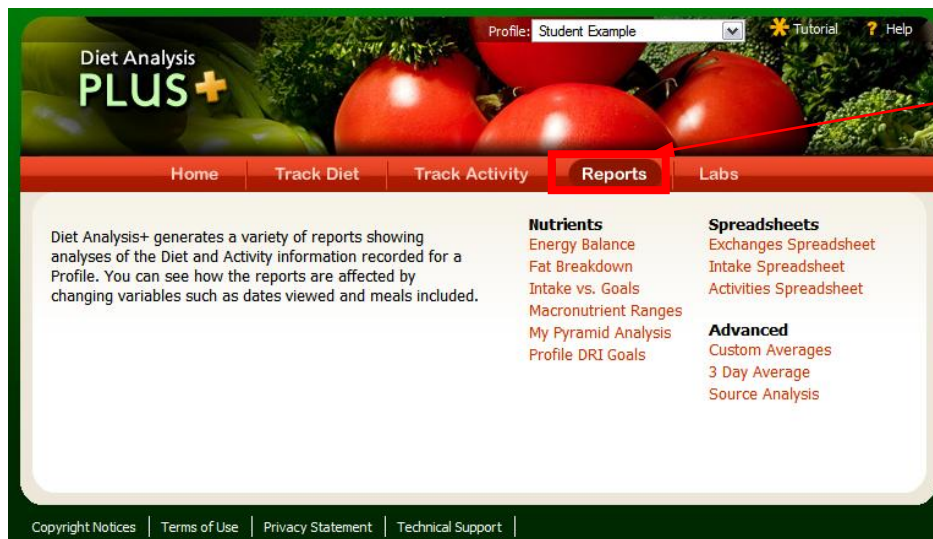 Profile: Student Example
Tutorial
? Help
Diet Analysis
PLUS+
Home
Track Diet
Track Activity
Reports
Labs
Diet Analysis+ generates a variety of reports showing
analyses of the Diet and Activity information recorded for a
Profile. You can see how the reports are affected by
changing variables such as dates viewed and meals included.
Nutrients
Energy Balance
Fat Breakdown
Intake vs. Goals
Macronutrient Ranges
My Pyramid Analysis
Profile DRI Goals
Spreadsheets
Exchanges Spreadsheet
Intake Spreadsheet
Activities Spreadsheet
Advanced
Custom Averages
3 Day Average
Source Analysis
Copyright Notices | Terms of Use | Privacy Statement | Technical Support |